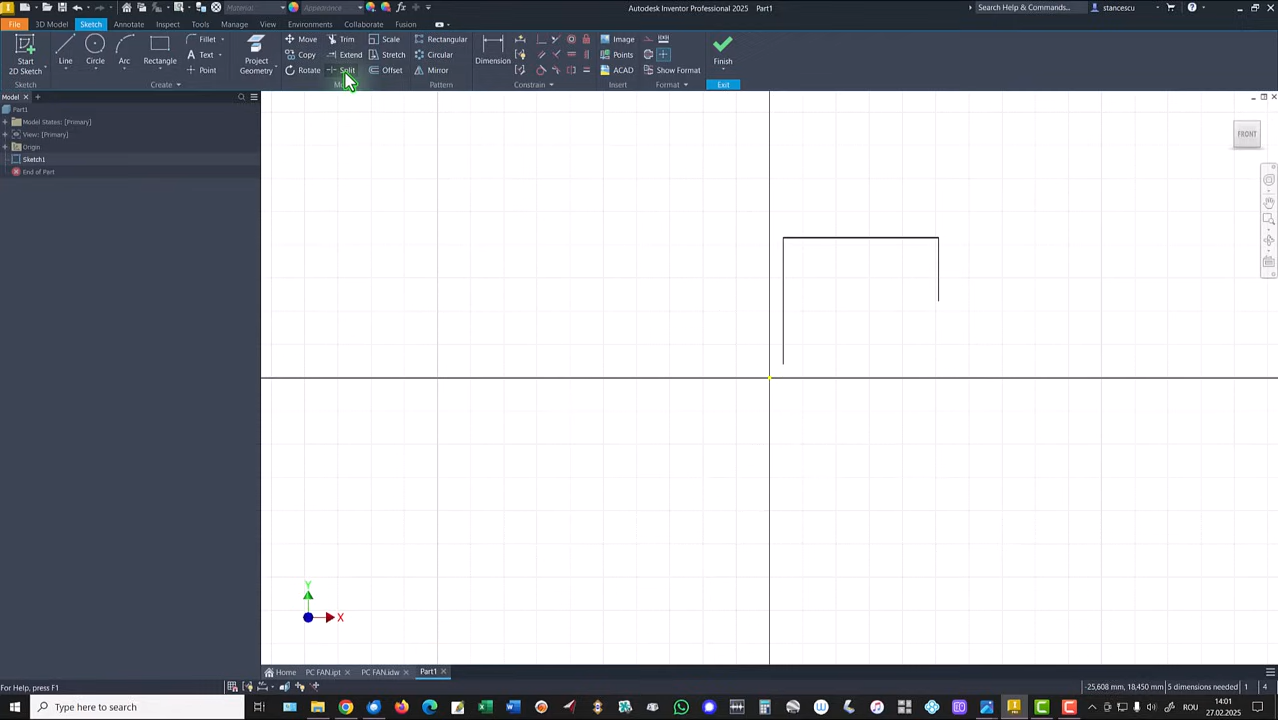 Material
Appearance
Autodesk Inventor Professional 2025 Part1
Search Help & Commands...
stancescu
File
3D Model
Sketch
Annotate
Inspect
Tools
Manage
View
Environments
Collaborate
Fusion
Start
2D Sketch
Line
Circle
Arc
Rectangle
Fillet
Text
Point
Project
Geometry
Move
Copy
Rotate
Trim
Extend
Split
Scale
Stretch
Offset
Rectangular
Circular
Mirror
Dimension
Image
Points
ACAD
Show Format
Finish
Sketch
Create
Pattern
Constrain
Insert
Format
Exit
Model
Part1
Model States: [Primary]
View: [Primary]
Origin
Sketch1
End of Part
FRONT
Y
X
Home
PC FAN.ipt
PC FAN.idw
Part1
For Help, press F1
-25,608 mm, 18,450 mm
5 dimensions needed
1
4
Type here to search
ROU
14:01
27.02.2025